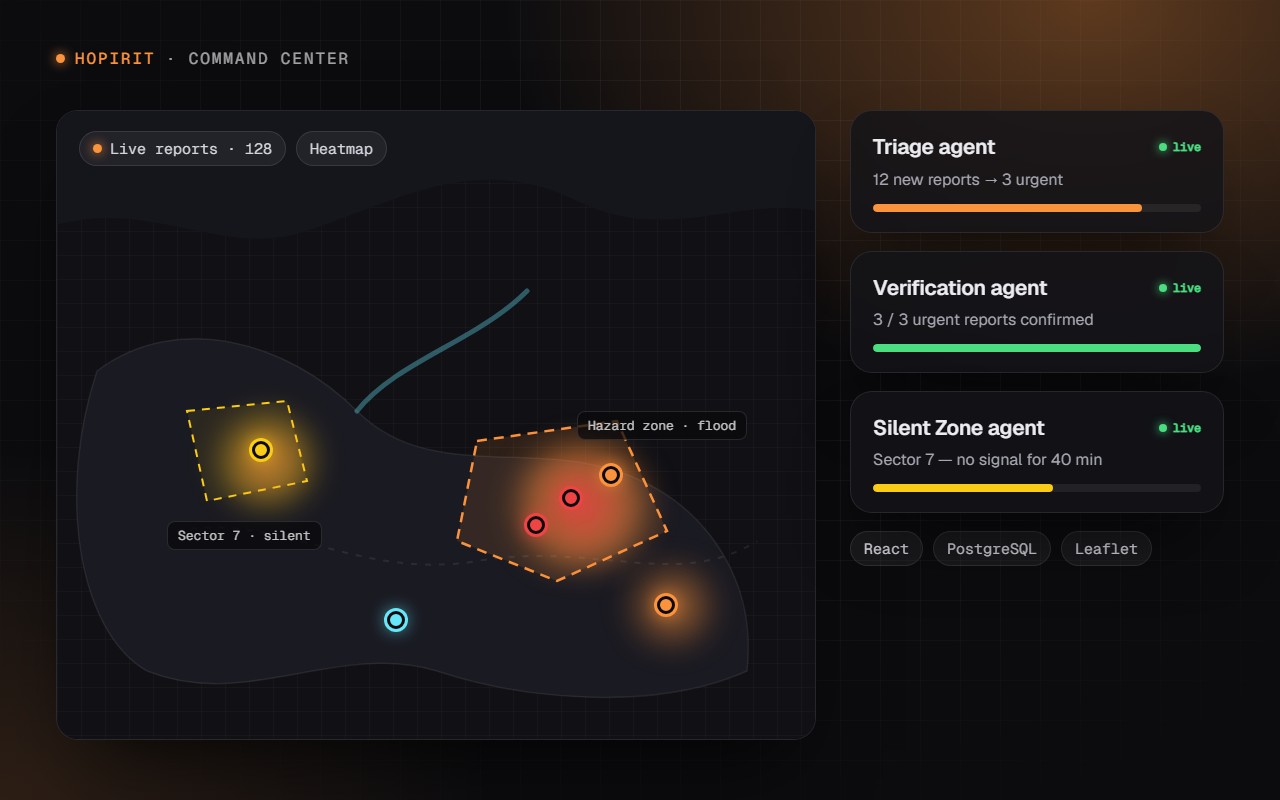 HOPIRIT · COMMAND CENTER
Live reports · 128
Heatmap
Hazard zone · flood
Sector 7 · silent
Triage agent
live
12 new reports → 3 urgent
Verification agent
live
3 / 3 urgent reports confirmed
Silent Zone agent
live
Sector 7 — no signal for 40 min
React
PostgreSQL
Leaflet